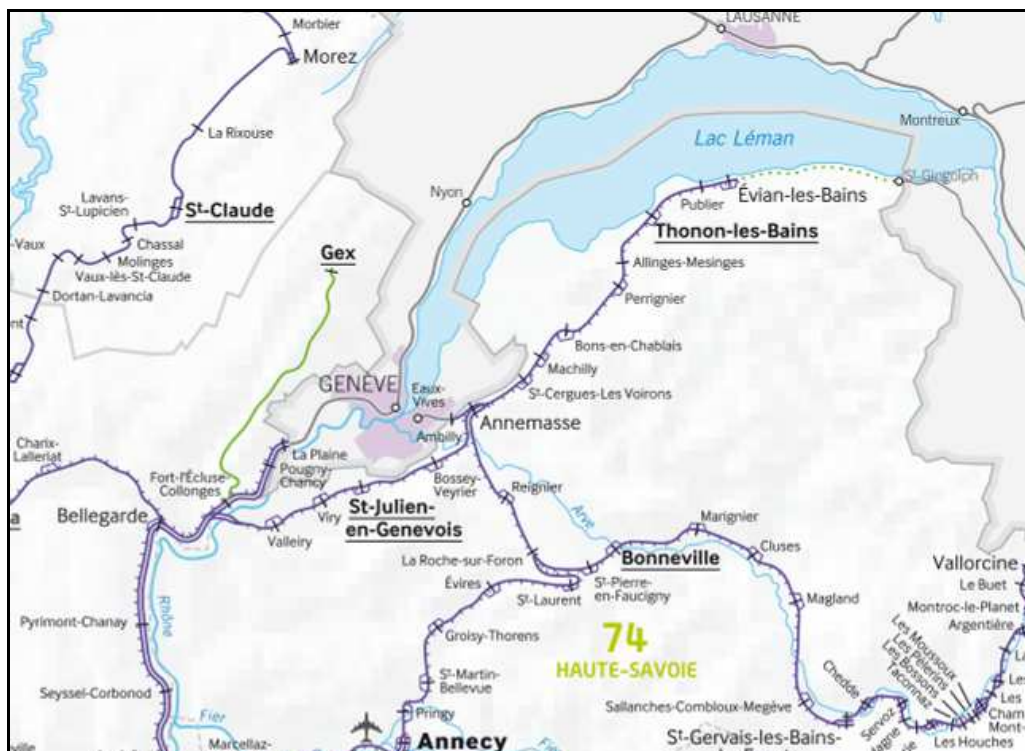 LAUSANNE
Morbier
Morez
La Rixouse
Montreux
Lac Léman
St-Gingolph
Nyon
Évian-les-Bains
Publier
Lavans-
St-Lupicien
St-Claude
Thonon-les-Bains
-Vaux
Chassal
Molinges
Vaux-lès-St-Claude
Dortan-Lavancia
Gex
Allinges-Mesinges
Perrignier
Bons-en-Chablais
Machilly
St-Cergues-Les Voirons
GENÈVE
Eaux-
Vives
Annemasse
Ambilly
Charix-
Lalleriat
La Plaine
Pougny-
Chancy
Fort-l'Écluse
Collonges
Bossey-
Veyrier
Reignier
Bellegarde
Viry
St-Julien-
en-Genevois
Valleiry
Arve
Marignier
Cluses
La Roche-sur-Foron
Bonneville
St-Pierre-
en-Faucigny
Évires
St-Laurent
Vallorcine
Le Buet
Montroc-le-Planet
Argentière
Magland
Rhône
Pyrimont-Chanay
Groisy-Thorens
74
HAUTE-SAVOIE
Les Moussoux
Les Pèlerins
Les Bossons
Taconnaz
St-Martin-
Bellevue
Chedde
Seyssel-Corbonod
Sallanches-Combloux-Megève
Servoz
Les
Les
Cham
Mont-
Les Houches
Pringy
Fier
Annecy
St-Gervais-les-Bains-
Marcellaz-